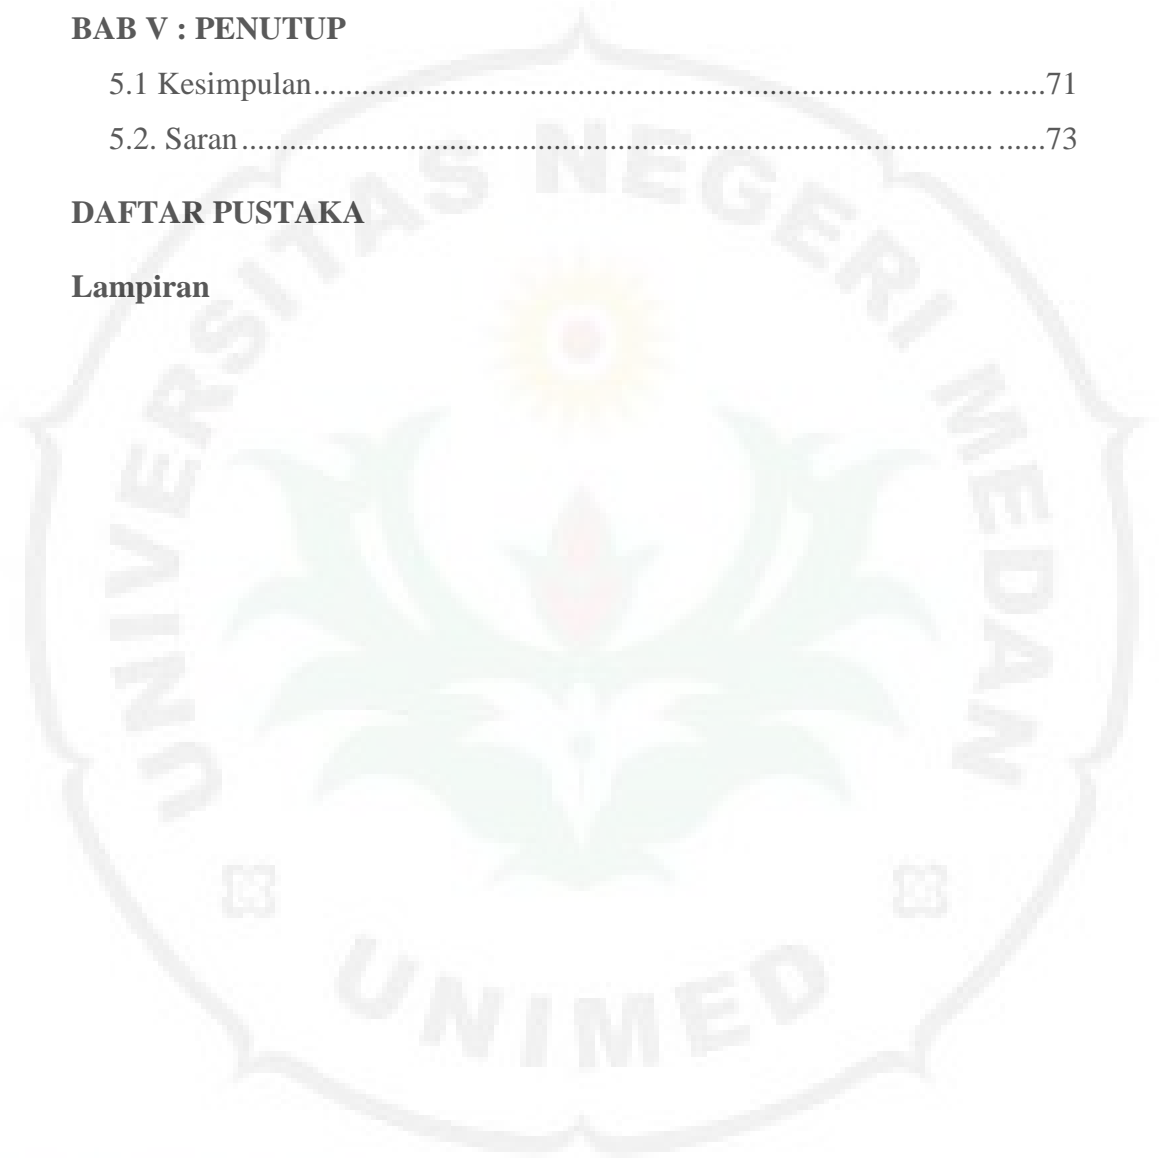 BAB V : PENUTUP
5.1 Kesimpulan.................................................................................... ......71
5.2. Saran............................................................................................. ......73
DAFTAR PUSTAKA
Lampiran
UNIVERSITAS NEGERI MEDAN
UNIMED